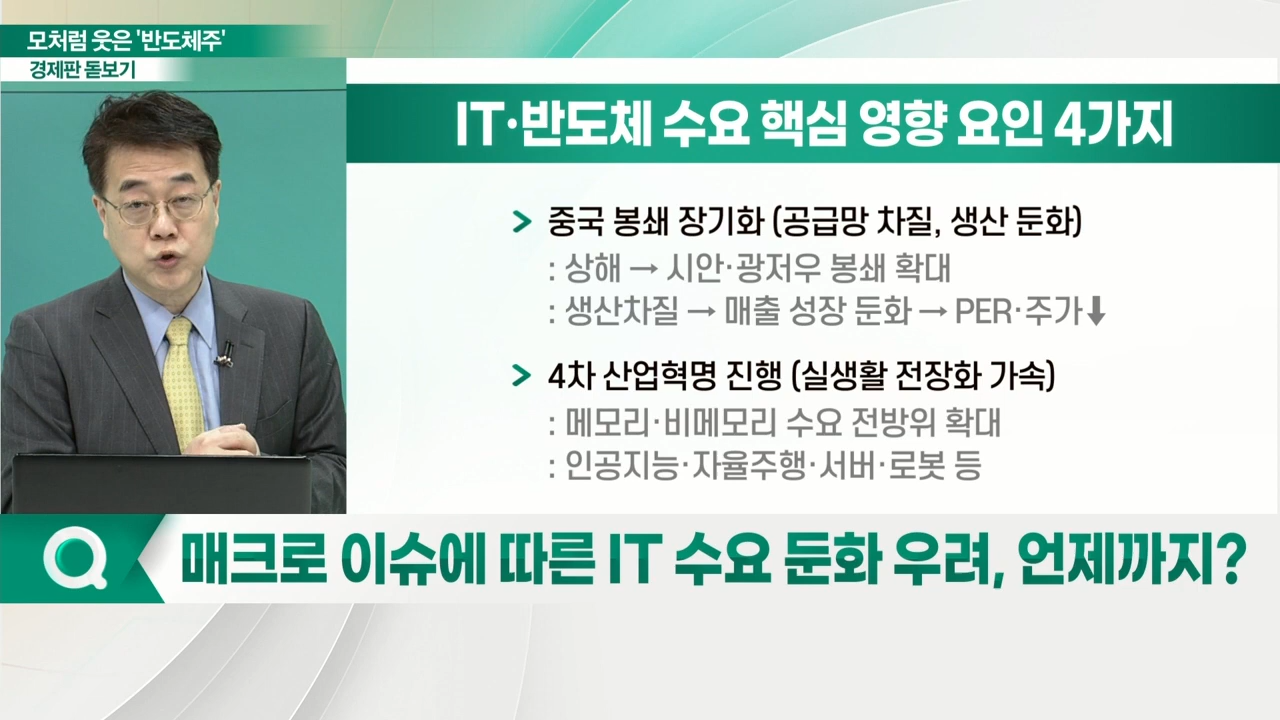 모처럼 웃은 '반도체주'
경제판 돋보기
IT·반도체 수요 핵심 영향 요인 4가지
> 중국 봉쇄 장기화 (공급망 차질, 생산 둔화)
: 상해 → 시안·광저우 봉쇄 확대
: 생산차질 → 매출 성장 둔화 → PER·주가⬇
> 4차 산업혁명 진행 (실생활 전장화 가속)
: 메모리·비메모리 수요 전방위 확대
: 인공지능·자율주행·서버·로봇 등
Q 매크로 이슈에 따른 IT 수요 둔화 우려, 언제까지?